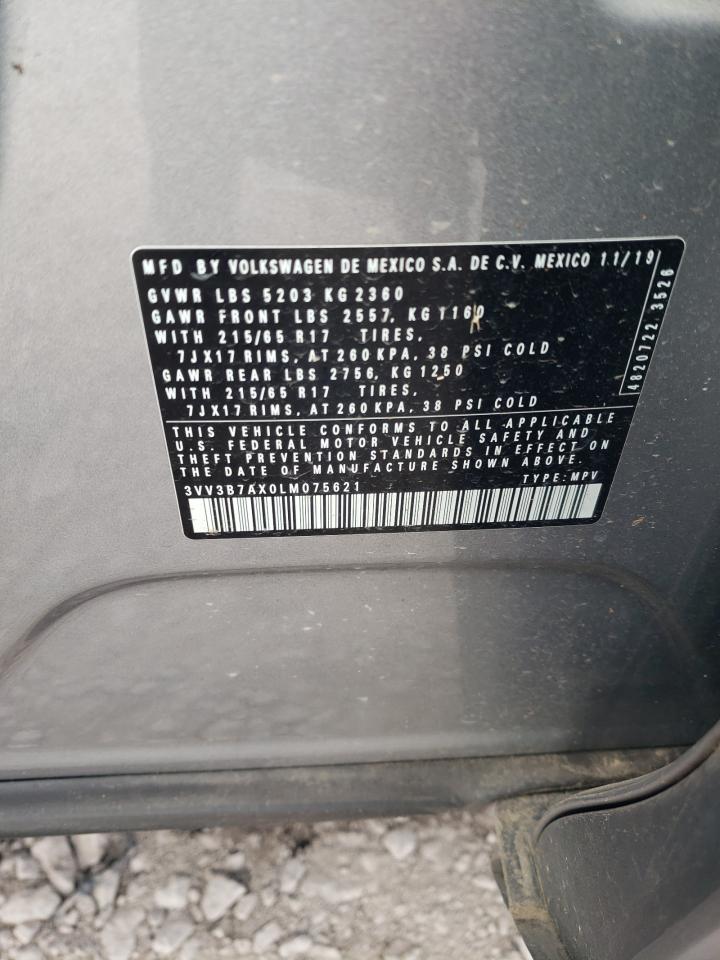 MFD BY VOLKSWAGEN DE MEXICO S.A. DE C.V. MEXICO 11/19
GVWR LBS 5203 KG 2360
GAWR FRONT LBS 2557, KG 1160
WITH 215/65 R17 TIRES,
7JX17 RIMS, AT 260 KPA, 38 PSI COLD
GAWR REAR LBS 2756, KG 1250
WITH 215/65 R17 TIRES,
7JX17 RIMS, AT 260 KPA, 38 PSI COLD
4820722 3526
THIS VEHICLE CONFORMS TO ALL APPLICABLE
U.S. FEDERAL MOTOR VEHICLE SAFETY AND
THEFT PREVENTION STANDARDS IN EFFECT ON
THE DATE OF MANUFACTURE SHOWN ABOVE.
3VV3B7AX0LM075621 TYPE: MPV